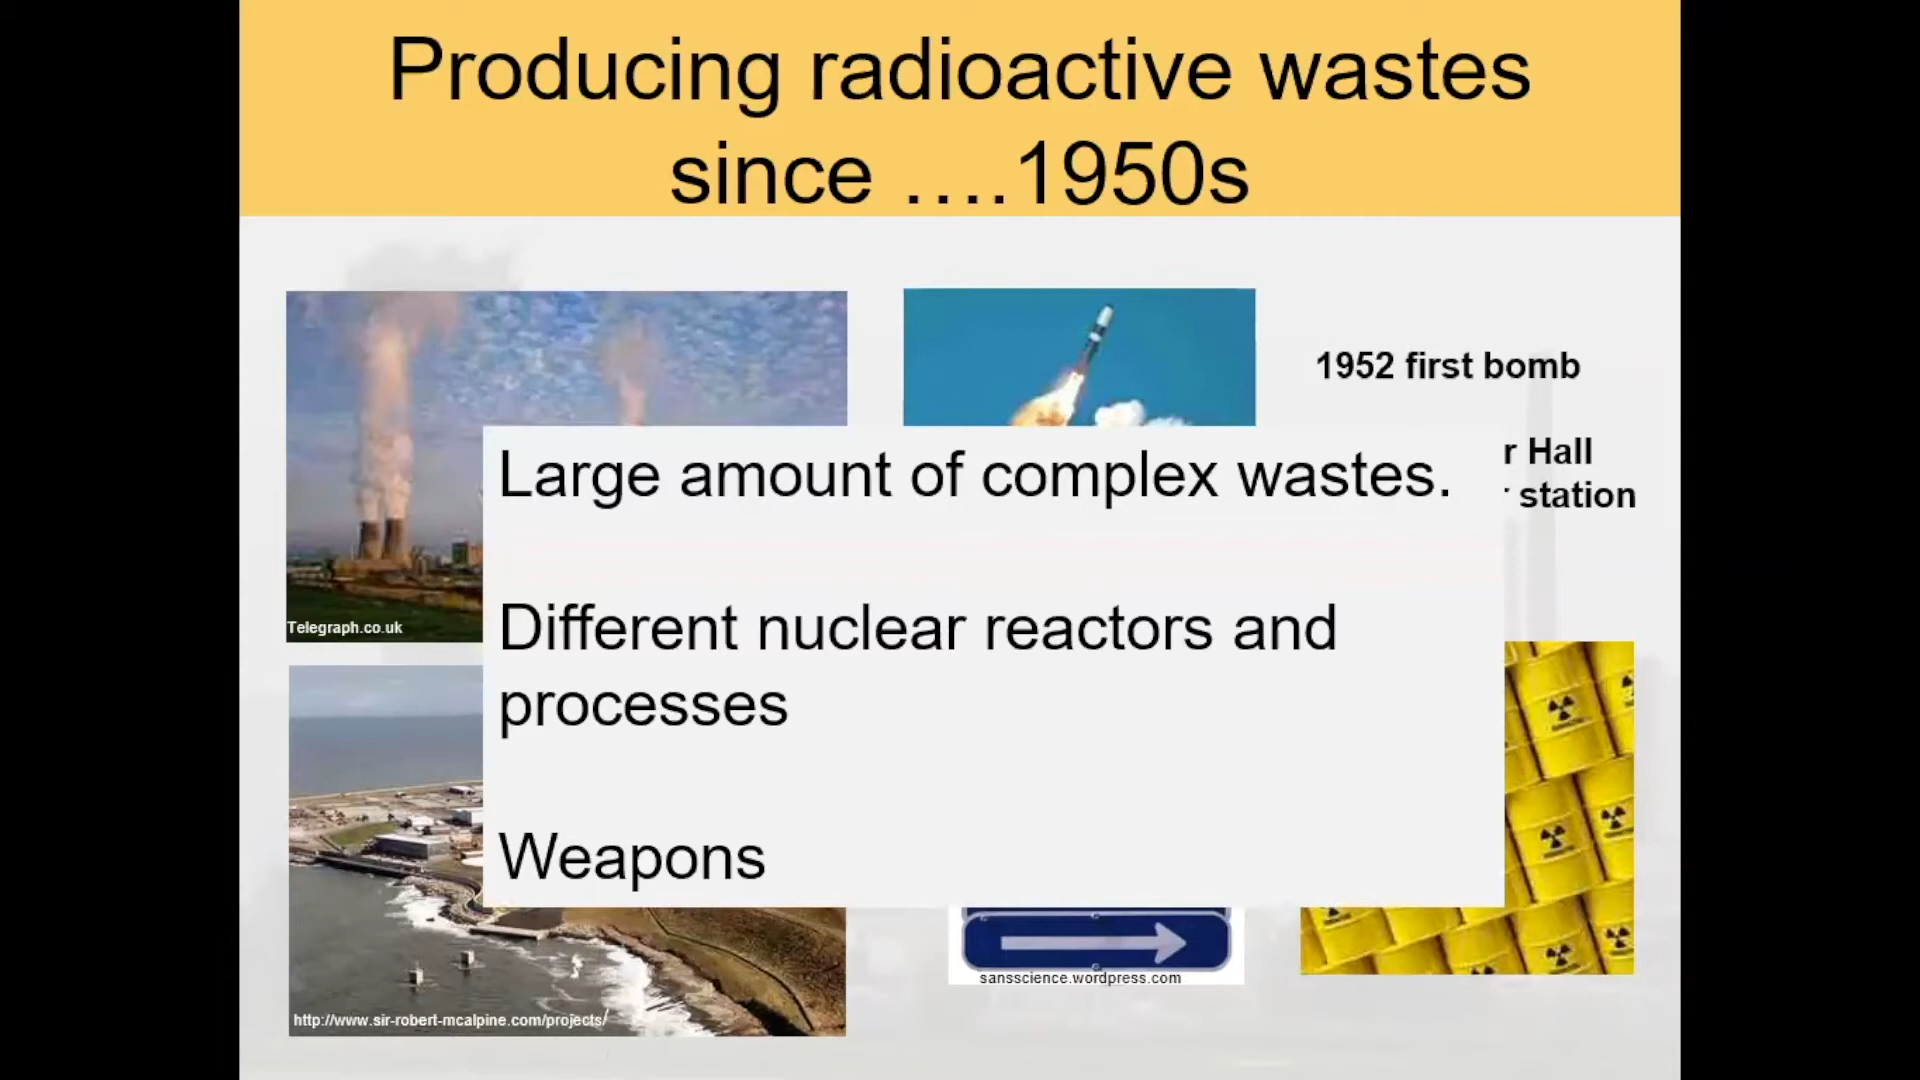 Producing radioactive wastes
since ....1950s
1952 first bomb
Hall
station
Large amount of complex wastes.
Different nuclear reactors and
processes
Weapons
Telegraph.co.uk
sansscience.wordpress.com
http://www.sir-robert-mcalpine.com/projects/